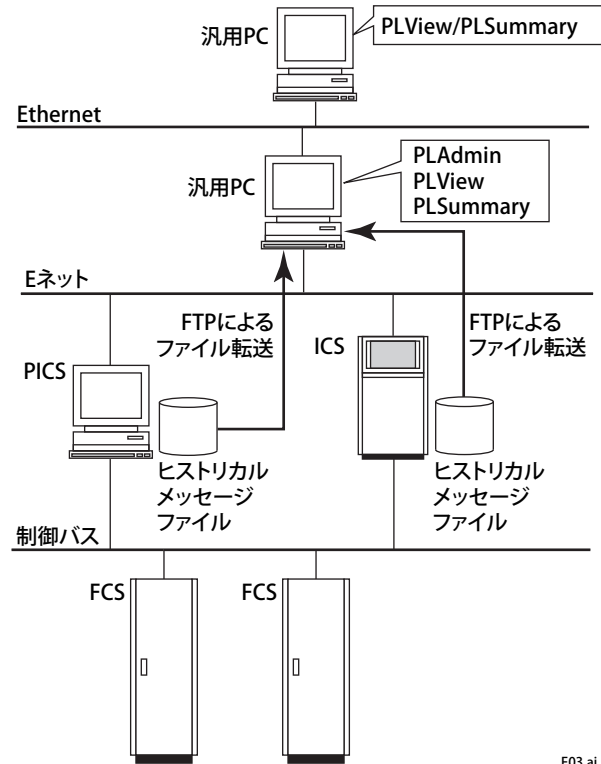 汎用PC
PLView/PLSummary
Ethernet
汎用PC
PLAdmin
PLView
PLSummary
Eネット
FTPによる
ファイル転送
ICS
FTPによる
ファイル転送
PICS
ヒストリカル
メッセージ
ファイル
ヒストリカル
メッセージ
ファイル
制御バス
FCS
FCS
F03.ai